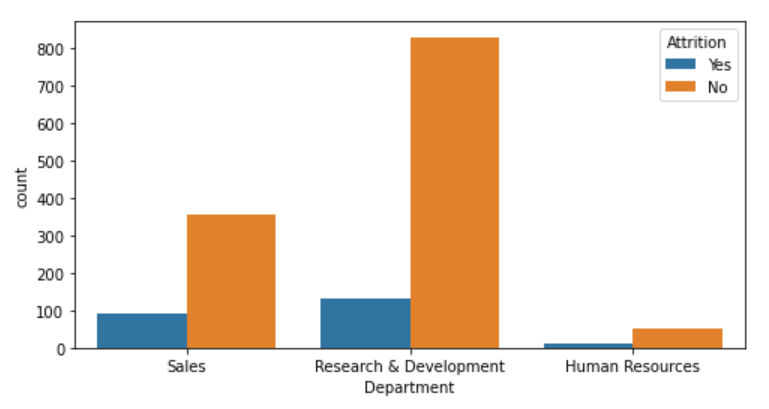 Attrition
Yes
No
800
700
600
500
400
300
200
100
0
count
Sales
Research & Development
Human Resources
Department